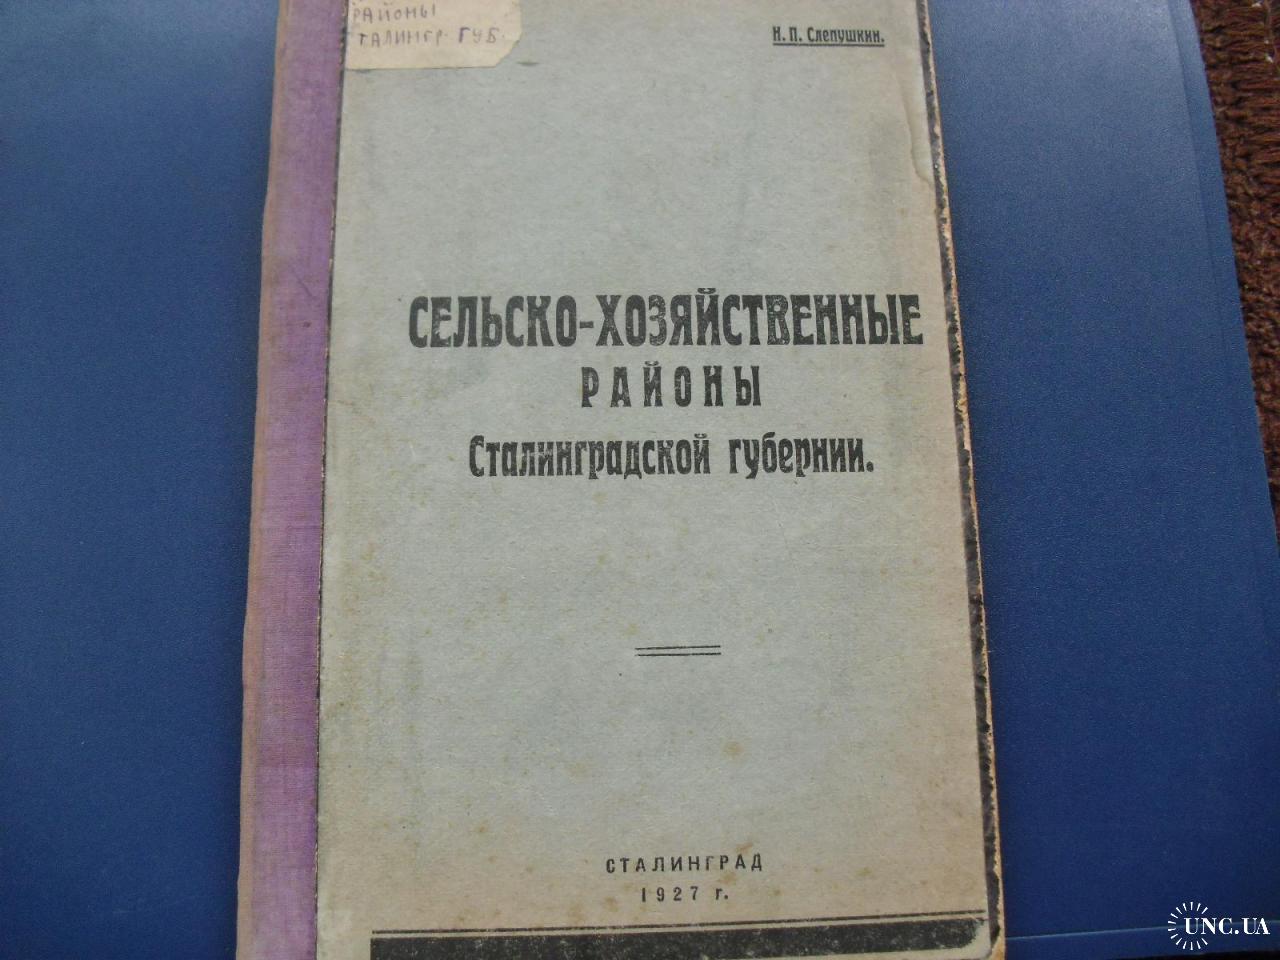 РАЙОНЫ
ТАЛИНГР. ГУБ.
Н. П. Слепушкин.
СЕЛЬСКО-ХОЗЯЙСТВЕННЫЕ
РАЙОНЫ
Сталинградской губернии.
СТАЛИНГРАД
1927 г.
UNC.UA